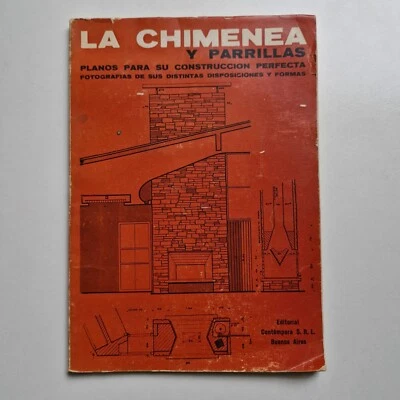 LA CHIMENEA
Y PARRILLAS
PLANOS PARA SU CONSTRUCCION PERFECTA
FOTOGRAFIAS DE SUS DISTINTAS DISPOSICIONES Y FORMAS
Editorial
Contémpora S. R. L.
Buenos Aires